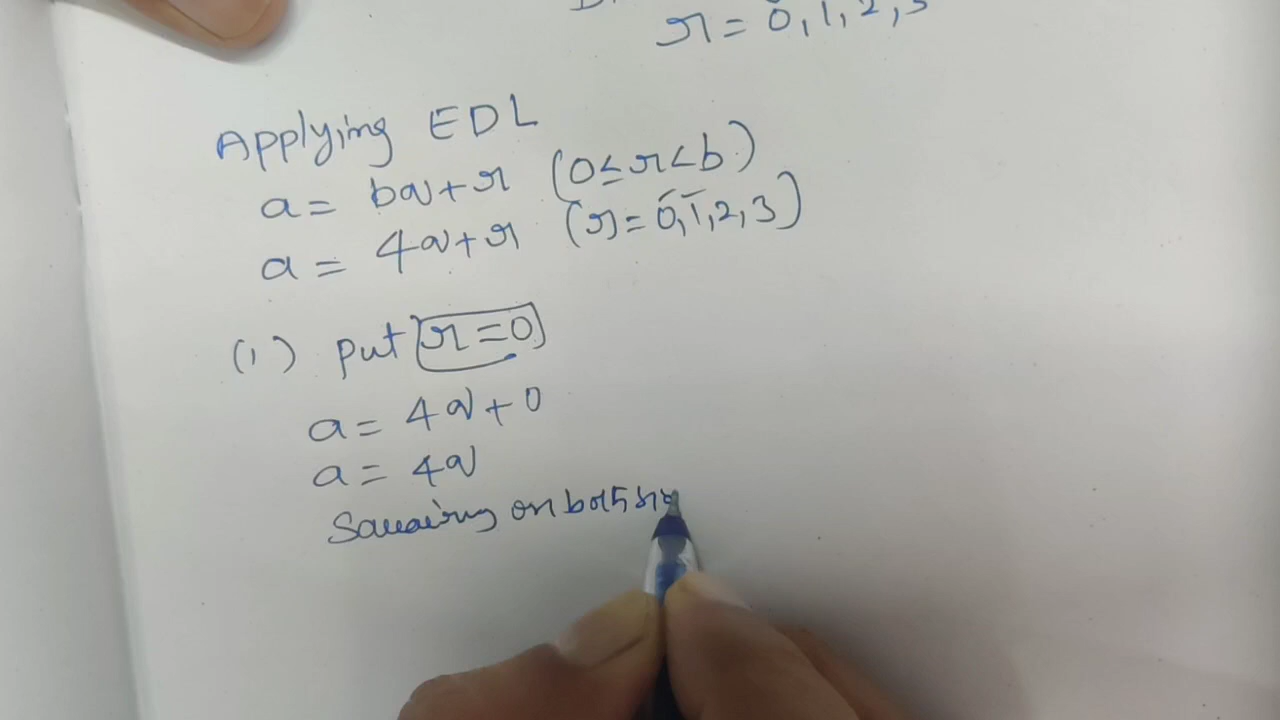 r = 0, 1, 2, 3
Applying EDL
a = bq + r (0 ≤ r < b)
a = 4q + r (r = 0, 1, 2, 3)
(1) put r = 0
a = 4q + 0
a = 4q
Squaring on both